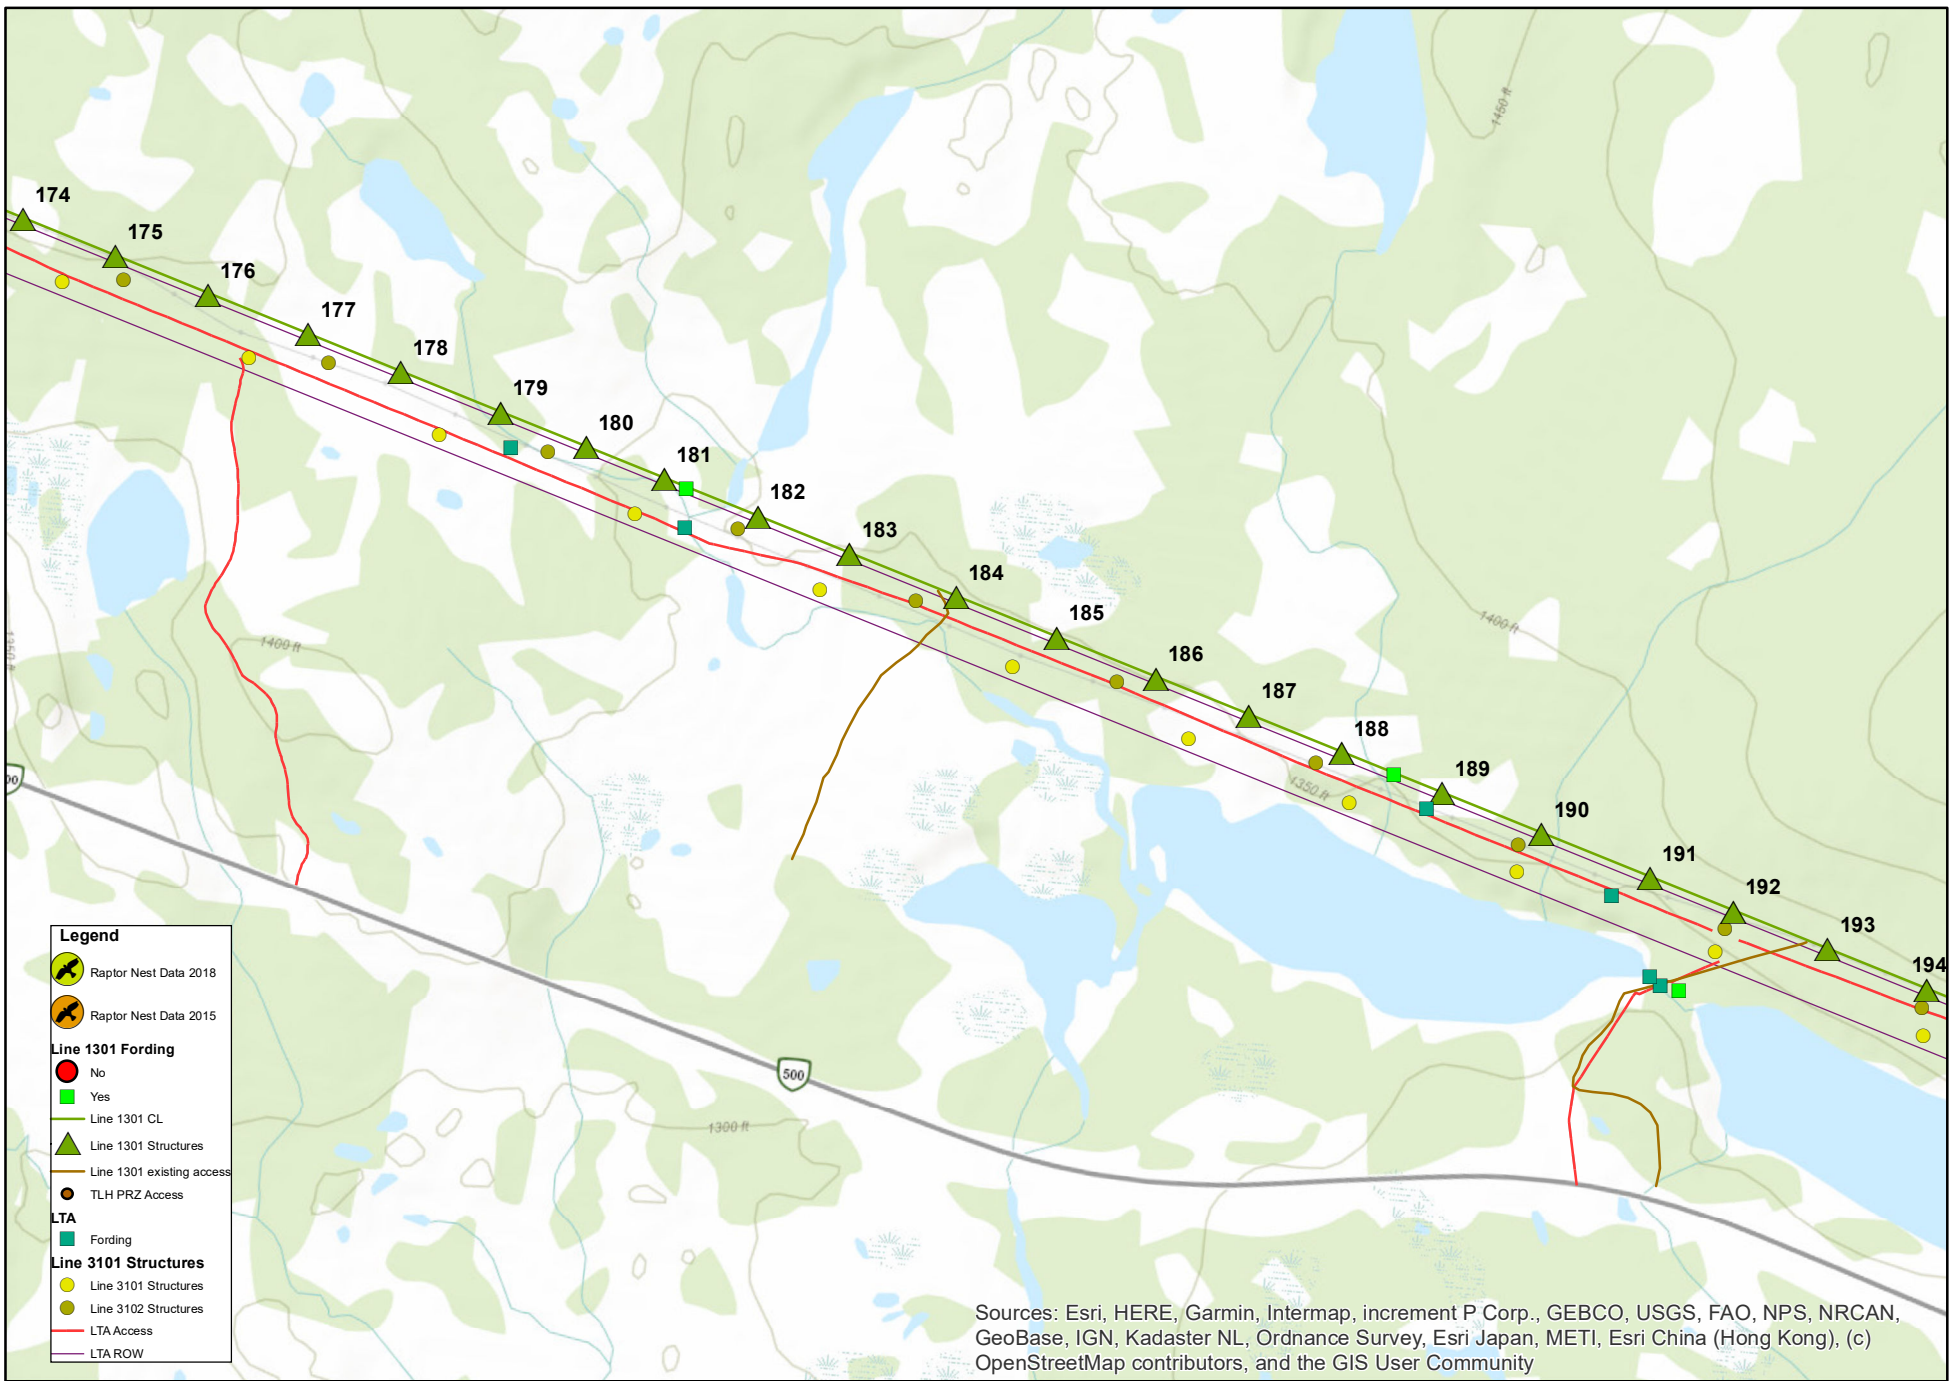 1450 ft
174
175
176
177
178
179
180
181
182
183
184
185
186
187
188
189
190
191
192
193
194
1400 ft
1400 ft
1350 ft
1300 ft
500
Legend
Raptor Nest Data 2018
Raptor Nest Data 2015
Line 1301 Fording
No
Yes
Line 1301 CL
Line 1301 Structures
Line 1301 existing access
TLH PRZ Access
LTA
Fording
Line 3101 Structures
Line 3101 Structures
Line 3102 Structures
LTA Access
LTA ROW
Sources: Esri, HERE, Garmin, Intermap, increment P Corp., GEBCO, USGS, FAO, NPS, NRCAN,
GeoBase, IGN, Kadaster NL, Ordnance Survey, Esri Japan, METI, Esri China (Hong Kong), (c)
OpenStreetMap contributors, and the GIS User Community